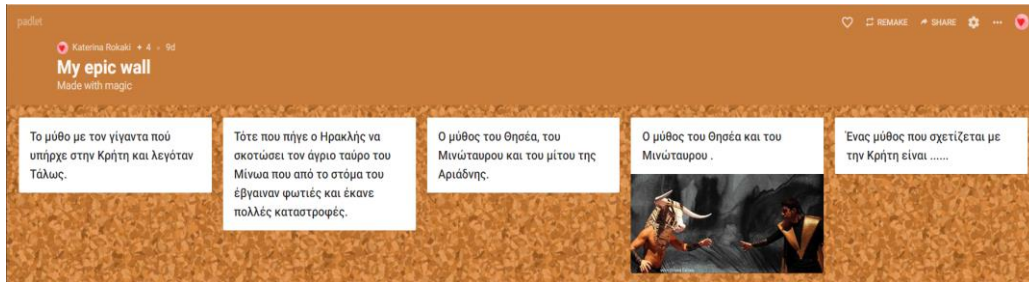 padlet
REMAKE
SHARE
Katerina Rokaki + 4 • 9d
My epic wall
Made with magic
Το μύθο με τον γίγαντα πού
υπήρχε στην Κρήτη και λεγόταν
Τάλως.
Τότε που πήγε ο Ηρακλής να
σκοτώσει τον άγριο ταύρο του
Μίνωα που από το στόμα του
έβγαιναν φωτιές και έκανε
πολλές καταστροφές.
Ο μύθος του Θησέα, του
Μινώταυρου και του μίτου της
Αριάδνης.
Ο μύθος του Θησέα και του
Μινώταυρου .
Ένας μύθος που σχετίζεται με
την Κρήτη είναι ......